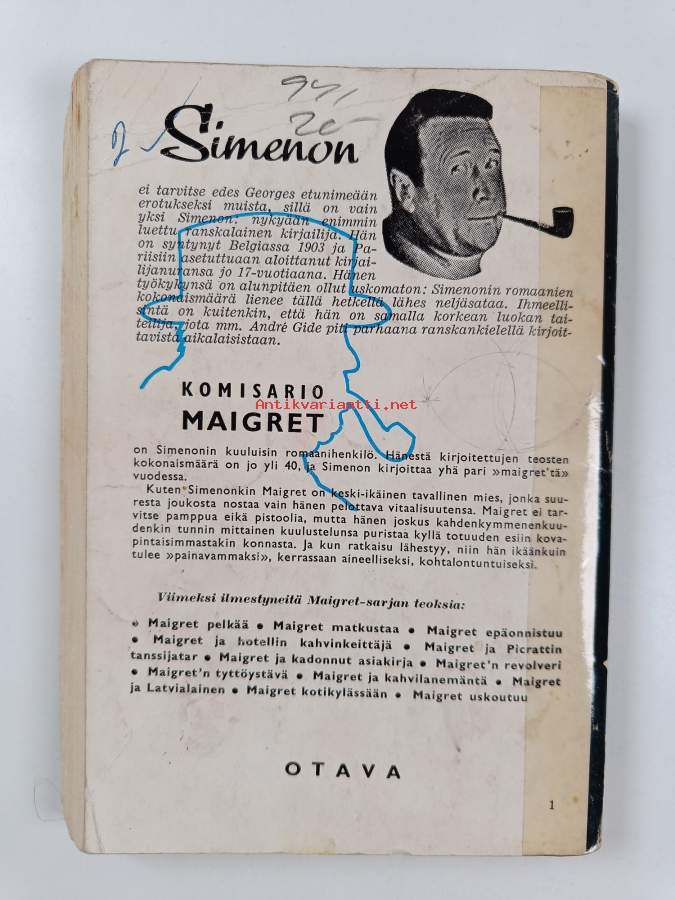 941
20-
Simenon
ei tarvitse edes Georges etunimeään
erotukseksi muista, sillä on vain
yksi Simenon: nykyään enimmin
luettu ranskalainen kirjailija. Hän
on syntynyt Belgiassa 1903 ja Pa-
riisiin asetuttuaan aloittanut kirjai-
lijanuransa jo 17-vuotiaana. Hänen
työkykynsä on alunpitäen ollut uskomaton: Simenonin romaanien
kokonaismäärä lienee tällä hetkellä lähes neljäsataa. Ihmeelli-
sintä on kuitenkin, että hän on samalla korkean luokan tai-
teilija, jota mm. André Gide piti parhaana ranskankielellä kirjoit-
tavista aikalaisistaan.
KOMISARIO
MAIGRET
Antikvariaatti.net
on Simenonin kuuluisin romaanihenkilö. Hänestä kirjoitettujen teosten
kokonaismäärä on jo yli 40, ja Simenon kirjoittaa yhä pari »maigret'tä»
vuodessa.
Kuten Simenonkin Maigret on keski-ikäinen tavallinen mies, jonka suu-
resta joukosta nostaa vain hänen pelottava vitaalisuutensa. Maigret ei tar-
vitse pamppua eikä pistoolia, mutta hänen joskus kahdenkymmenenkuu-
denkin tunnin mittainen kuulustelunsa puristaa kyllä totuuden esiin kova-
pintaisimmastakin konnasta. Ja kun ratkaisu lähestyy, niin hän ikäänkuin
tulee »painavammaksi», kerrassaan aineelliseksi, kohtalontuntuiseksi.
Viimeksi ilmestyneitä Maigret-sarjan teoksia:
● Maigret pelkää ● Maigret matkustaa ● Maigret epäonnistuu
● Maigret ja hotellin kahvinkeittäjä ● Maigret ja Picrattin
tanssijatar ● Maigret ja kadonnut asiakirja ● Maigret'n revolveri
● Maigret'n tyttöystävä ● Maigret ja kahvilanemäntä ● Maigret
ja Latvialainen ● Maigret kotikylässään ● Maigret uskoutuu
OTAVA
1